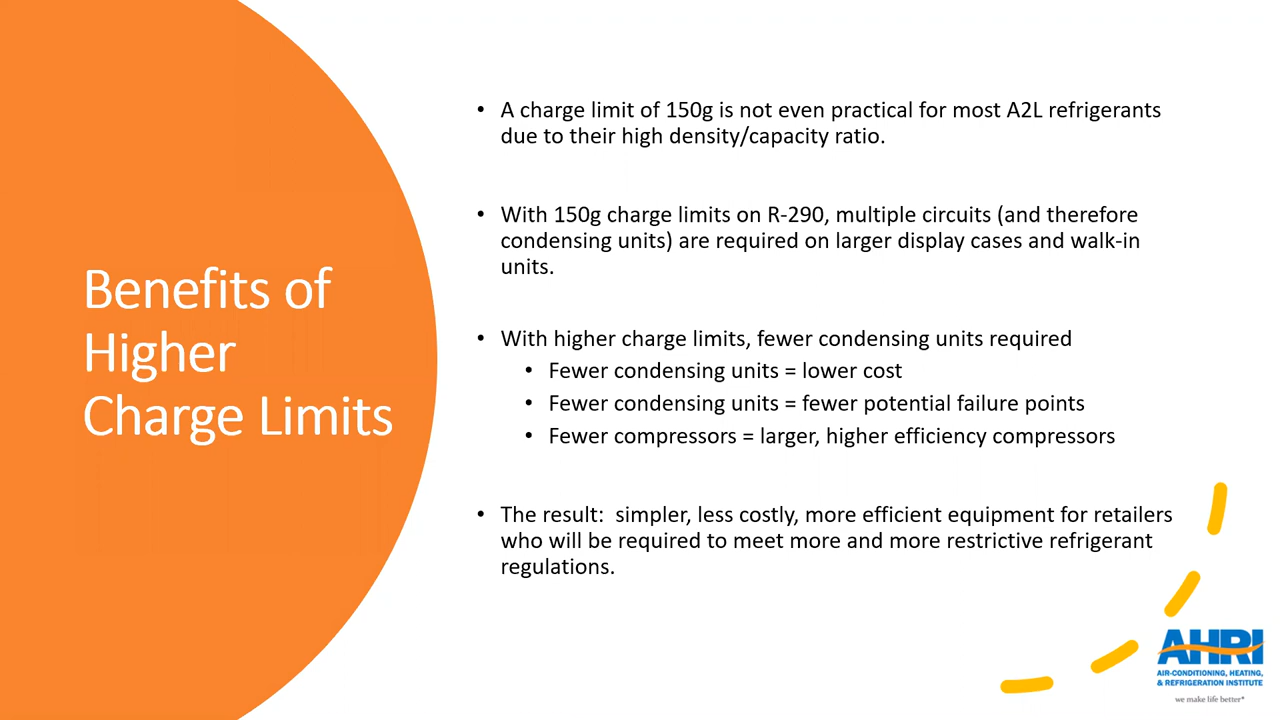 Benefits of
Higher
Charge Limits
• A charge limit of 150g is not even practical for most A2L refrigerants
due to their high density/capacity ratio.
• With 150g charge limits on R-290, multiple circuits (and therefore
condensing units) are required on larger display cases and walk-in
units.
• With higher charge limits, fewer condensing units required
• Fewer condensing units = lower cost
• Fewer condensing units = fewer potential failure points
• Fewer compressors = larger, higher efficiency compressors
• The result:  simpler, less costly, more efficient equipment for retailers
who will be required to meet more and more restrictive refrigerant
regulations.
AHRI
AIR-CONDITIONING, HEATING,
& REFRIGERATION INSTITUTE
we make life better*